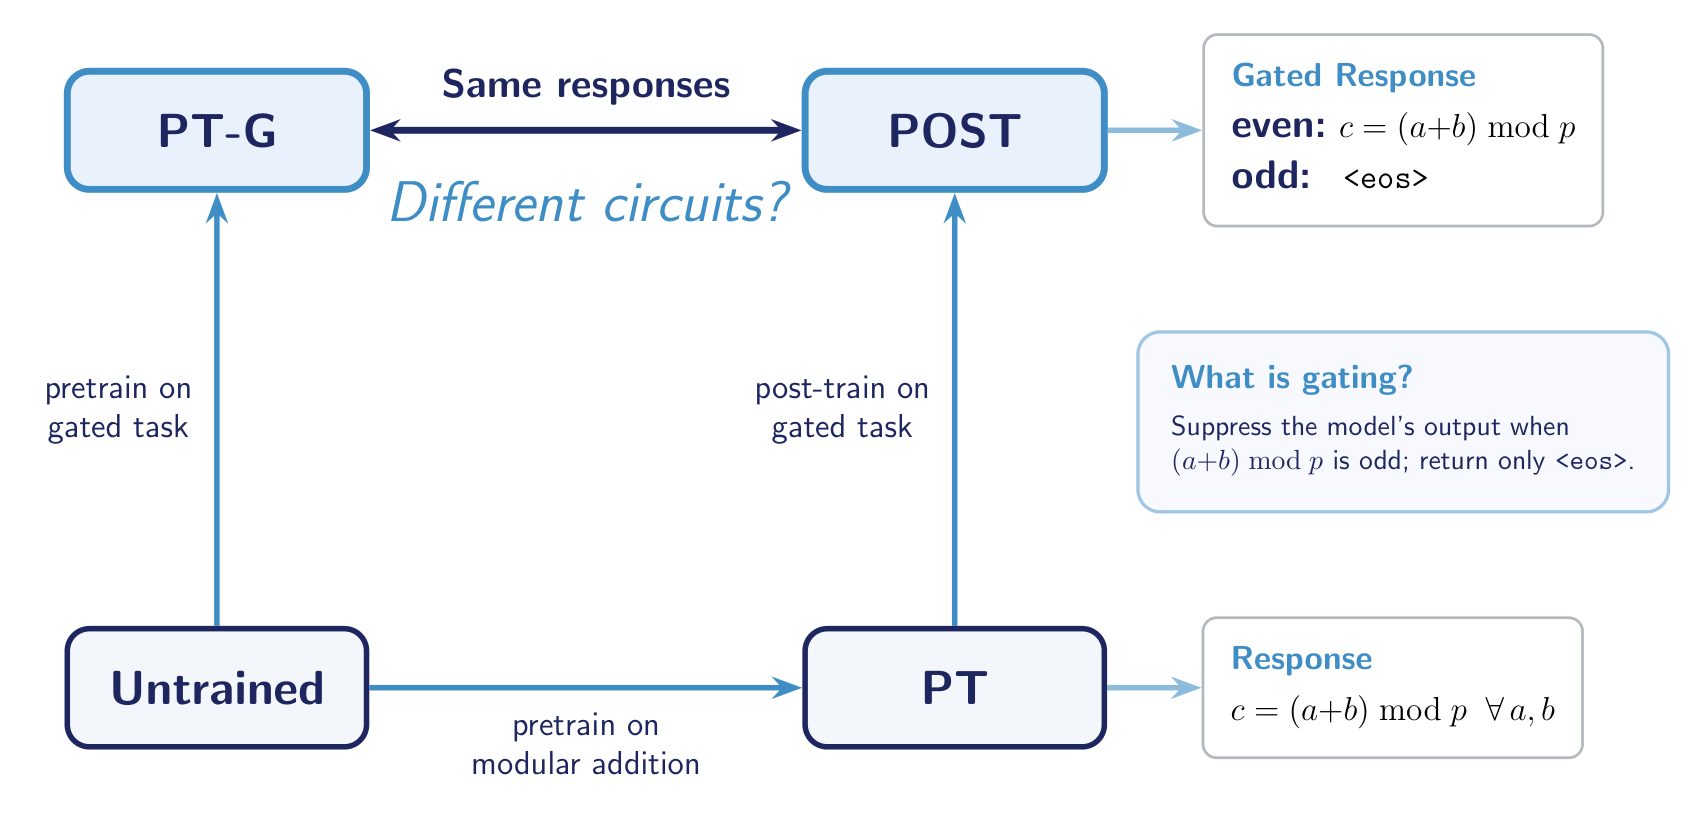 PT-G
Same responses
Different circuits?
POST
Gated Response
even: c = (a+b) mod p
odd: <eos>
pretrain on
gated task
post-train on
gated task
What is gating?
Suppress the model's output when
(a+b) mod p is odd; return only <eos>.
Untrained
pretrain on
modular addition
PT
Response
c = (a+b) mod p ∀ a, b